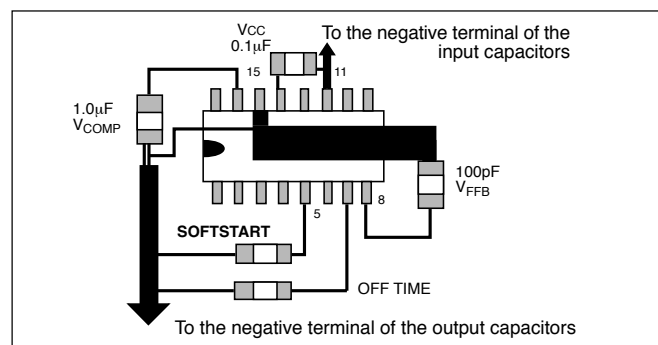 VCC
0.1μF
To the negative terminal of the
input capacitors
15
11
1.0μF
VCOMP
100pF
VFFB
5
8
SOFTSTART
OFF TIME
To the negative terminal of the output capacitors